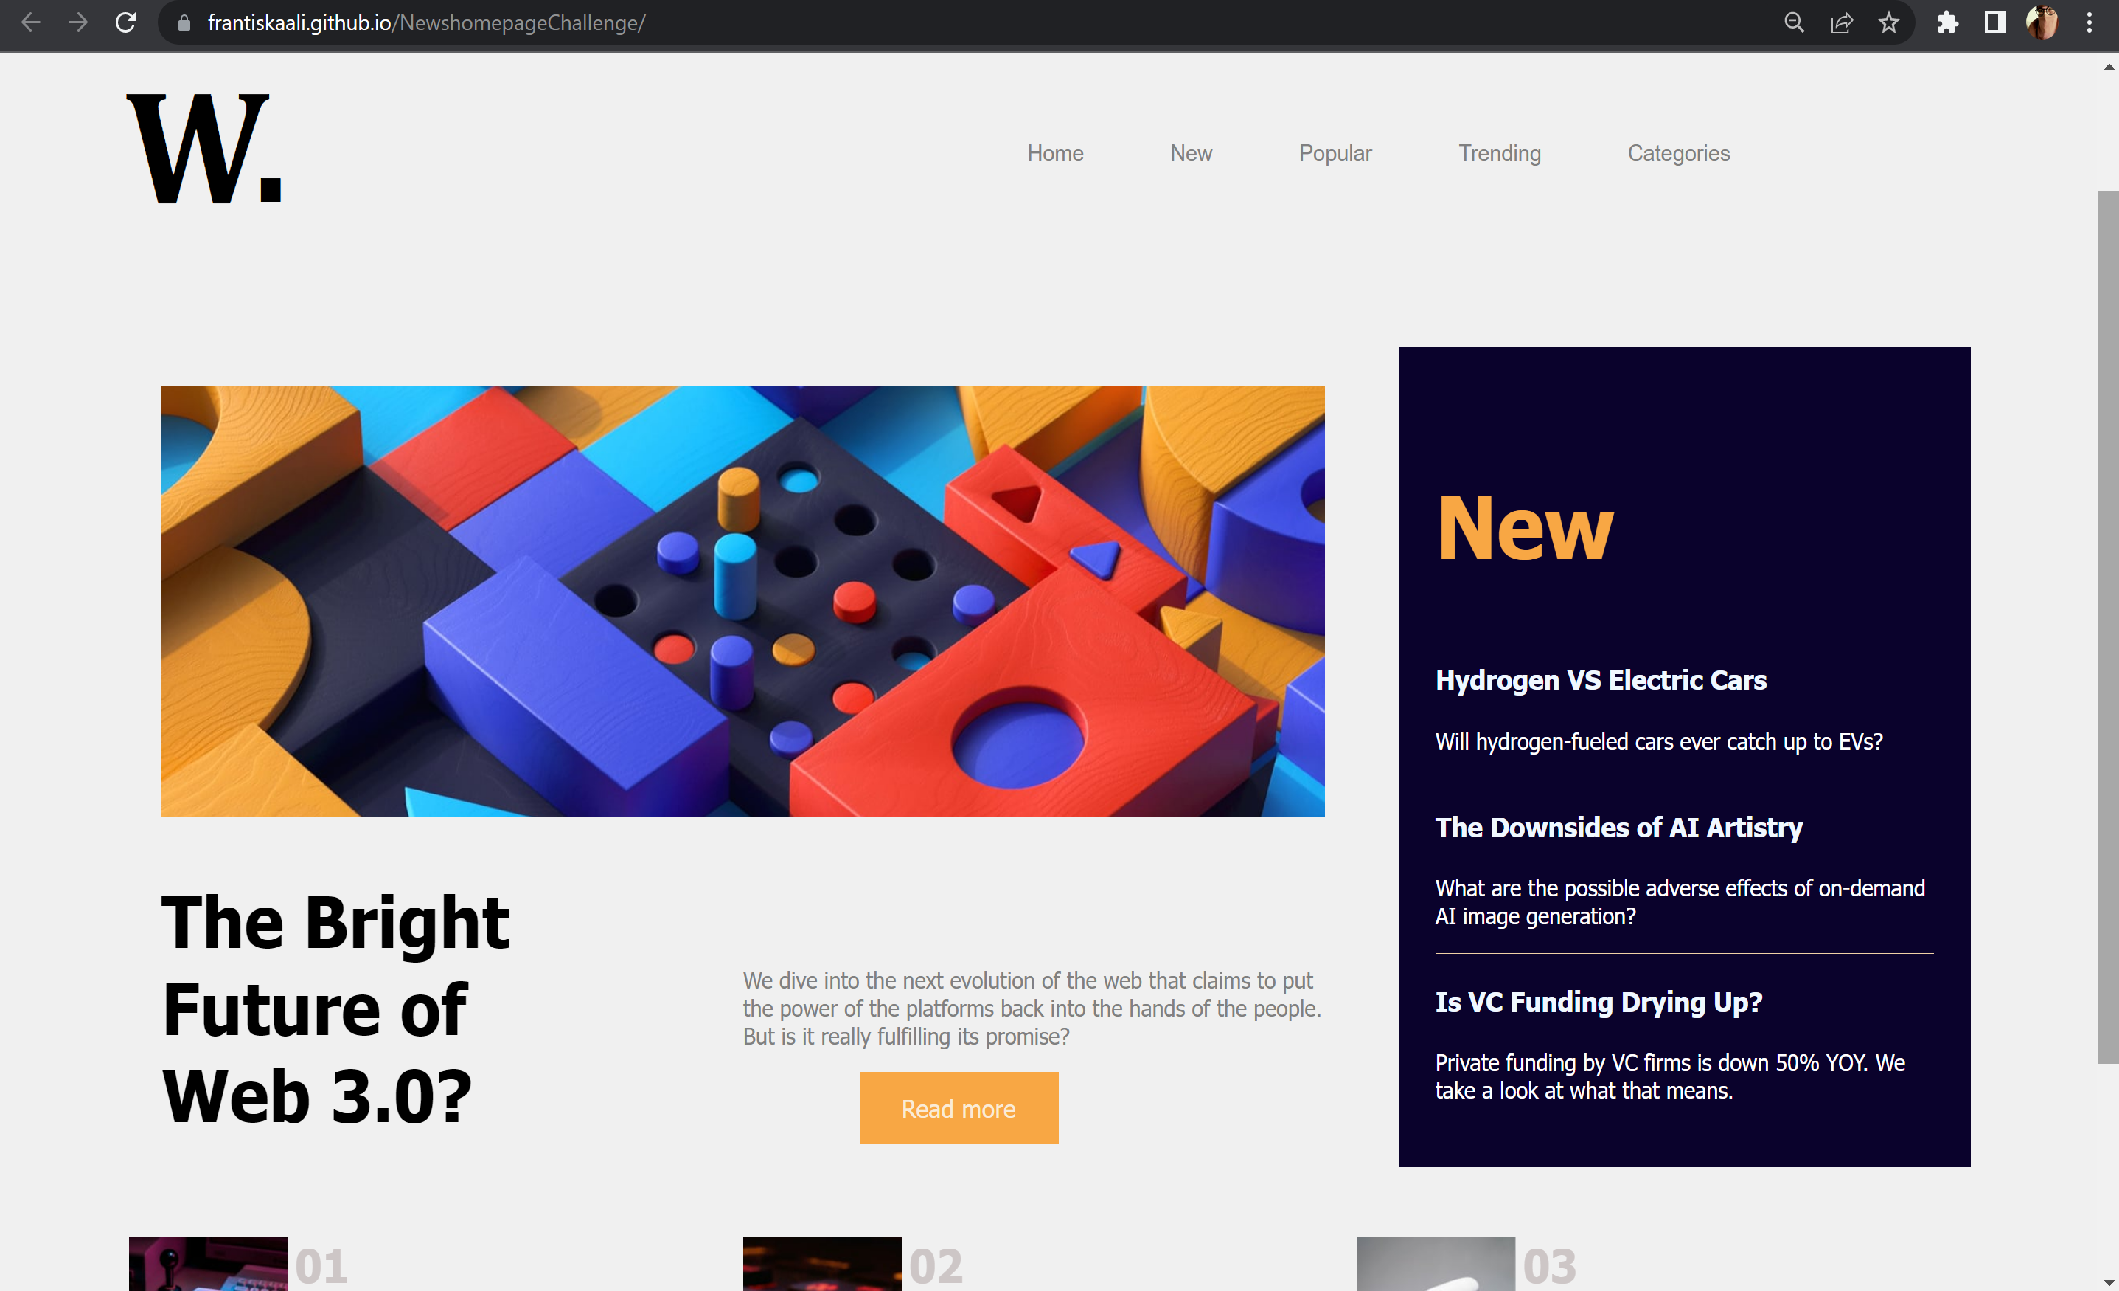 frantiskaali.github.io/NewshomepageChallenge/
W.
Home New Popular Trending Categories
The Bright
Future of
Web 3.0?
We dive into the next evolution of the web that claims to put
the power of the platforms back into the hands of the people.
But is it really fulfilling its promise?
Read more
New
Hydrogen VS Electric Cars
Will hydrogen-fueled cars ever catch up to EVs?
The Downsides of AI Artistry
What are the possible adverse effects of on-demand
AI image generation?
Is VC Funding Drying Up?
Private funding by VC firms is down 50% YOY. We
take a look at what that means.
01 02 03